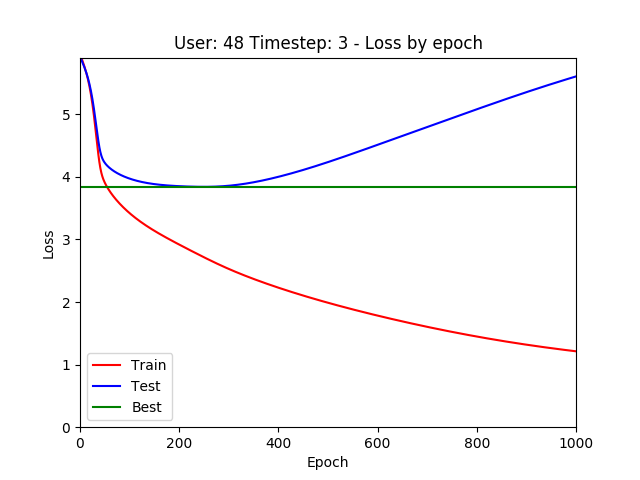 User: 48 Timestep: 3 - Loss by epoch
5
4
3
2
1
0
Loss
Train
Test
Best
0 200 400 600 800 1000
Epoch